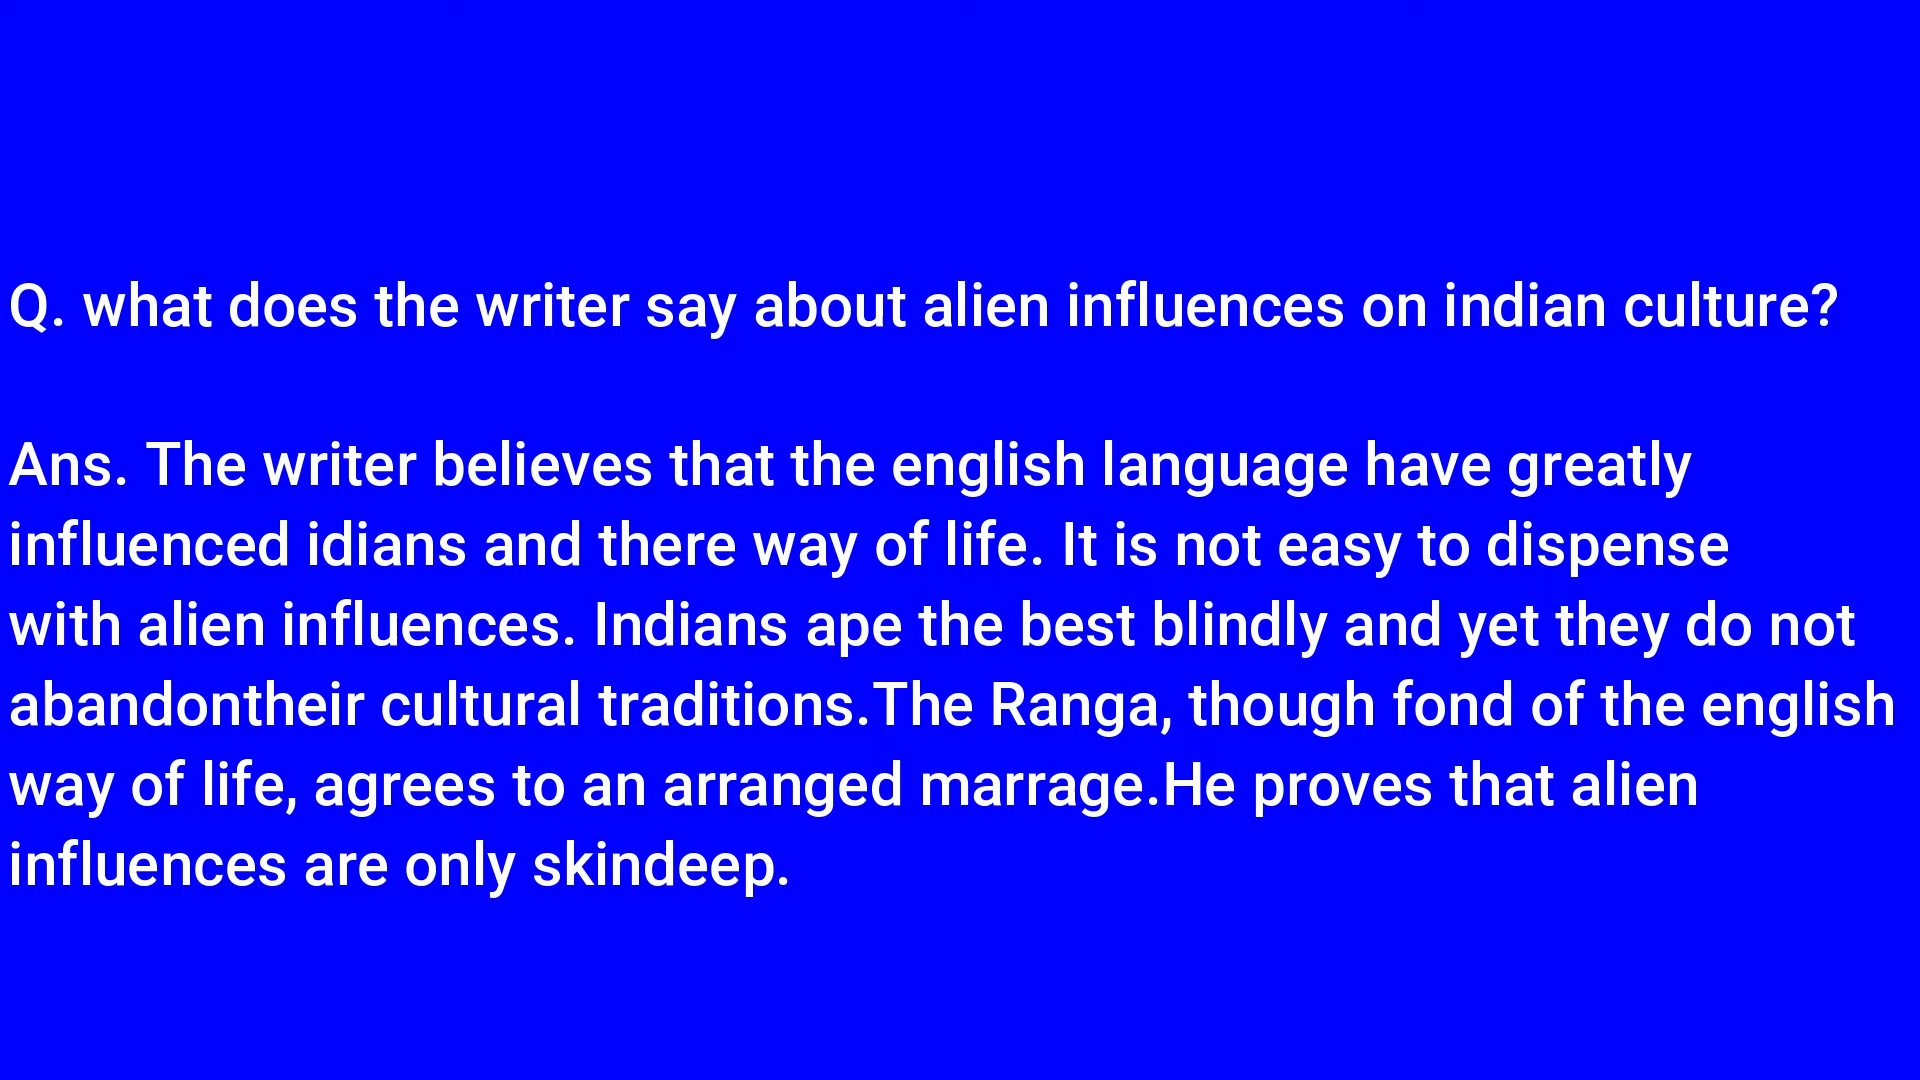 Q. what does the writer say about alien influences on indian culture?
Ans. The writer believes that the english language have greatly
influenced idians and there way of life. It is not easy to dispense
with alien influences. Indians ape the best blindly and yet they do not
abandontheir cultural traditions.The Ranga, though fond of the english
way of life, agrees to an arranged marrage.He proves that alien
influences are only skindeep.